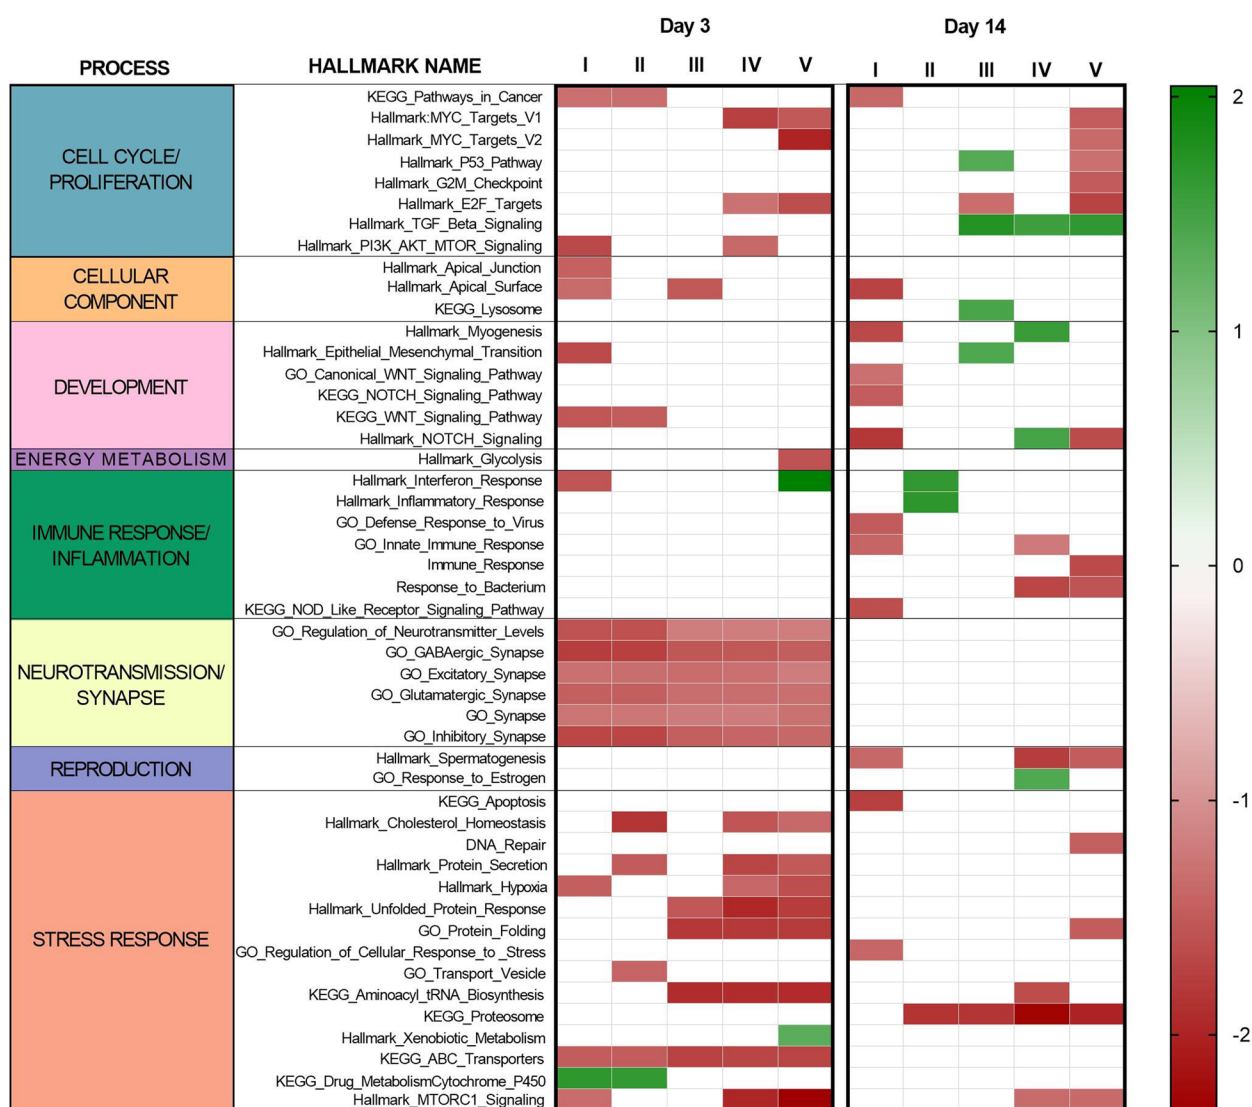 Day 3 Day 14
PROCESS HALLMARK NAME I II III IV V I II III IV V
CELL CYCLE/
PROLIFERATION
KEGG_Pathways_in_Cancer
Hallmark:MYC_Targets_V1
Hallmark_MYC_Targets_V2
Hallmark_P53_Pathway
Hallmark_G2M_Checkpoint
Hallmark_E2F_Targets
Hallmark_TGF_Beta_Signaling
Hallmark_PI3K_AKT_MTOR_Signaling
CELLULAR
COMPONENT
Hallmark_Apical_Junction
Hallmark_Apical_Surface
KEGG_Lysosome
DEVELOPMENT
Hallmark_Myogenesis
Hallmark_Epithelial_Mesenchymal_Transition
GO_Canonical_WNT_Signaling_Pathway
KEGG_NOTCH_Signaling_Pathway
KEGG_WNT_Signaling_Pathway
Hallmark_NOTCH_Signaling
ENERGY METABOLISM
Hallmark_Glycolysis
IMMUNE RESPONSE/
INFLAMMATION
Hallmark_Interferon_Response
Hallmark_Inflammatory_Response
GO_Defense_Response_to_Virus
GO_Innate_Immune_Response
Immune_Response
Response_to_Bacterium
KEGG_NOD_Like_Receptor_Signaling_Pathway
NEUROTRANSMISSION/
SYNAPSE
GO_Regulation_of_Neurotransmitter_Levels
GO_GABAergic_Synapse
GO_Excitatory_Synapse
GO_Glutamatergic_Synapse
GO_Synapse
GO_Inhibitory_Synapse
REPRODUCTION
Hallmark_Spermatogenesis
GO_Response_to_Estrogen
STRESS RESPONSE
KEGG_Apoptosis
Hallmark_Cholesterol_Homeostasis
DNA_Repair
Hallmark_Protein_Secretion
Hallmark_Hypoxia
Hallmark_Unfolded_Protein_Response
GO_Protein_Folding
GO_Regulation_of_Cellular_Response_to _Stress
GO_Transport_Vesicle
KEGG_Aminoacyl_tRNA_Biosynthesis
KEGG_Proteosome
Hallmark_Xenobiotic_Metabolism
KEGG_ABC_Transporters
KEGG_Drug_MetabolismCytochrome_P450
Hallmark_MTORC1_Signaling
2
1
0
-1
-2